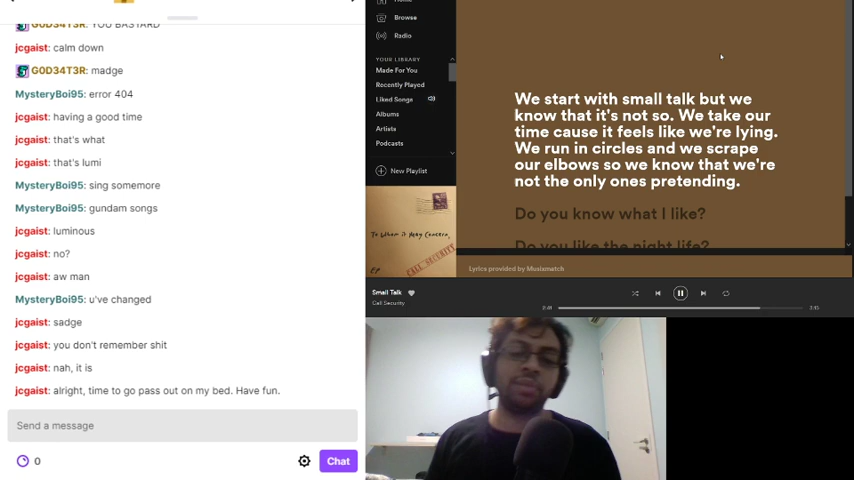 G0D34T3R: YOU BASTARD
jcgaist: calm down
G0D34T3R: madge
MysteryBoi95: error 404
jcgaist: having a good time
jcgaist: that's what
jcgaist: that's lumi
MysteryBoi95: sing somemore
MysteryBoi95: gundam songs
jcgaist: luminous
jcgaist: no?
jcgaist: aw man
MysteryBoi95: u've changed
jcgaist: sadge
jcgaist: you don't remember shit
jcgaist: nah, it is
jcgaist: alright, time to go pass out on my bed. Have fun.
Send a message
0
Chat
Browse
Radio
YOUR LIBRARY
Made For You
Recently Played
Liked Songs
Albums
Artists
Podcasts
New Playlist
To Whom it May Concern,
CALL SECURITY
EP
We start with small talk but we
know that it's not so. We take our
time cause it feels like we're lying.
We run in circles and we scrape
our elbows so we know that we're
not the only ones pretending.
Do you know what I like?
Do you like the night life?
Lyrics provided by Musixmatch
Small Talk
Call Security